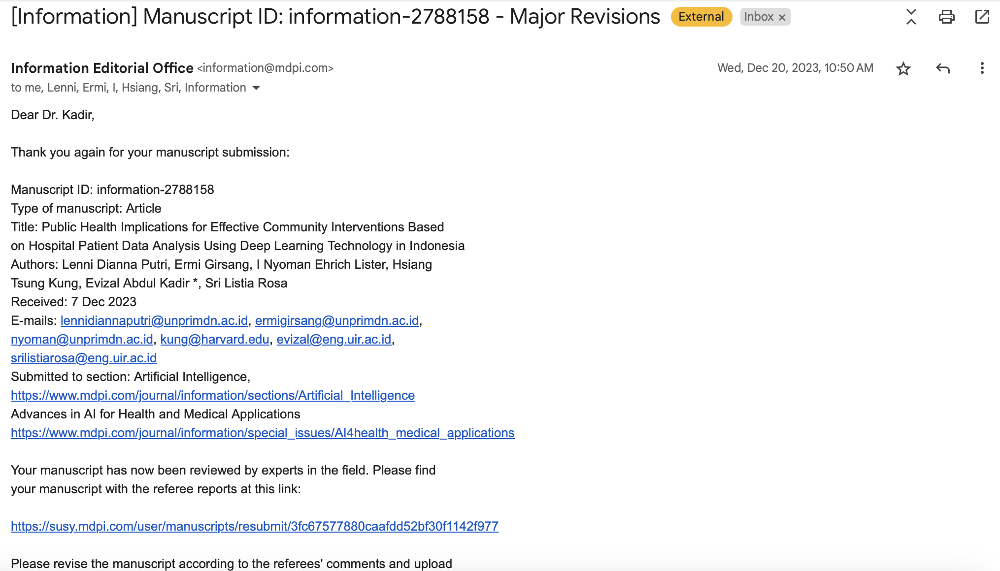 [Information] Manuscript ID: information-2788158 - Major Revisions External Inbox ×
Information Editorial Office <information@mdpi.com> Wed, Dec 20, 2023, 10:50 AM
to me, Lenni, Ermi, I, Hsiang, Sri, Information
Dear Dr. Kadir,
Thank you again for your manuscript submission:
Manuscript ID: information-2788158
Type of manuscript: Article
Title: Public Health Implications for Effective Community Interventions Based
on Hospital Patient Data Analysis Using Deep Learning Technology in Indonesia
Authors: Lenni Dianna Putri, Ermi Girsang, I Nyoman Ehrich Lister, Hsiang
Tsung Kung, Evizal Abdul Kadir *, Sri Listia Rosa
Received: 7 Dec 2023
E-mails: lennidiannaputri@unprimdn.ac.id, ermigirsang@unprimdn.ac.id,
nyoman@unprimdn.ac.id, kung@harvard.edu, evizal@eng.uir.ac.id,
srilistiarosa@eng.uir.ac.id
Submitted to section: Artificial Intelligence,
https://www.mdpi.com/journal/information/sections/Artificial_Intelligence
Advances in AI for Health and Medical Applications
https://www.mdpi.com/journal/information/special_issues/AI4health_medical_applications
Your manuscript has now been reviewed by experts in the field. Please find
your manuscript with the referee reports at this link:
https://susy.mdpi.com/user/manuscripts/resubmit/3fc67577880caafdd52bf30f1142f977
Please revise the manuscript according to the referees' comments and upload